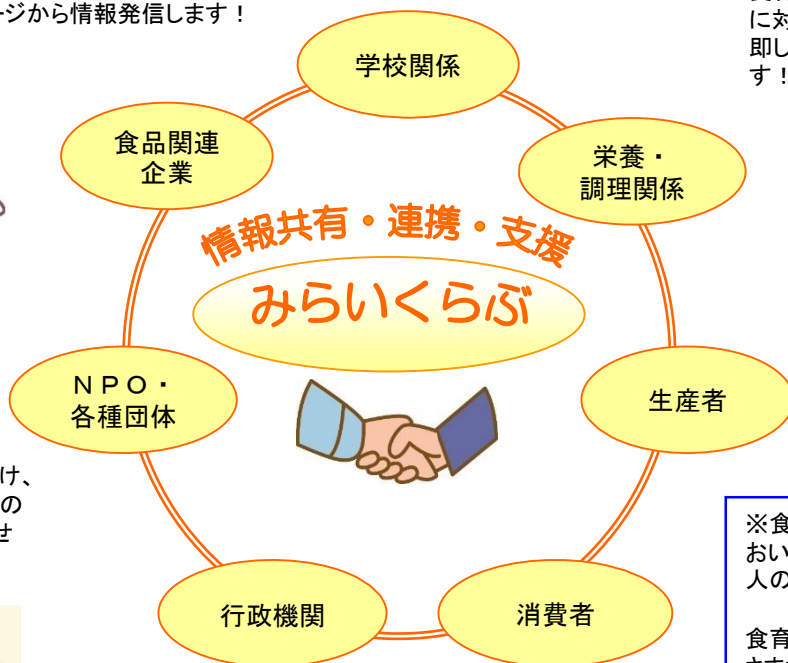 ージから情報発信します！
に対
即し
す！
学校関係
食品関連
企業
栄養・
調理関係
情報共有・連携・支援
みらいくらぶ
ＮＰＯ・
各種団体
生産者
け、
の
せ
行政機関
消費者
※食
おい
人の
食育